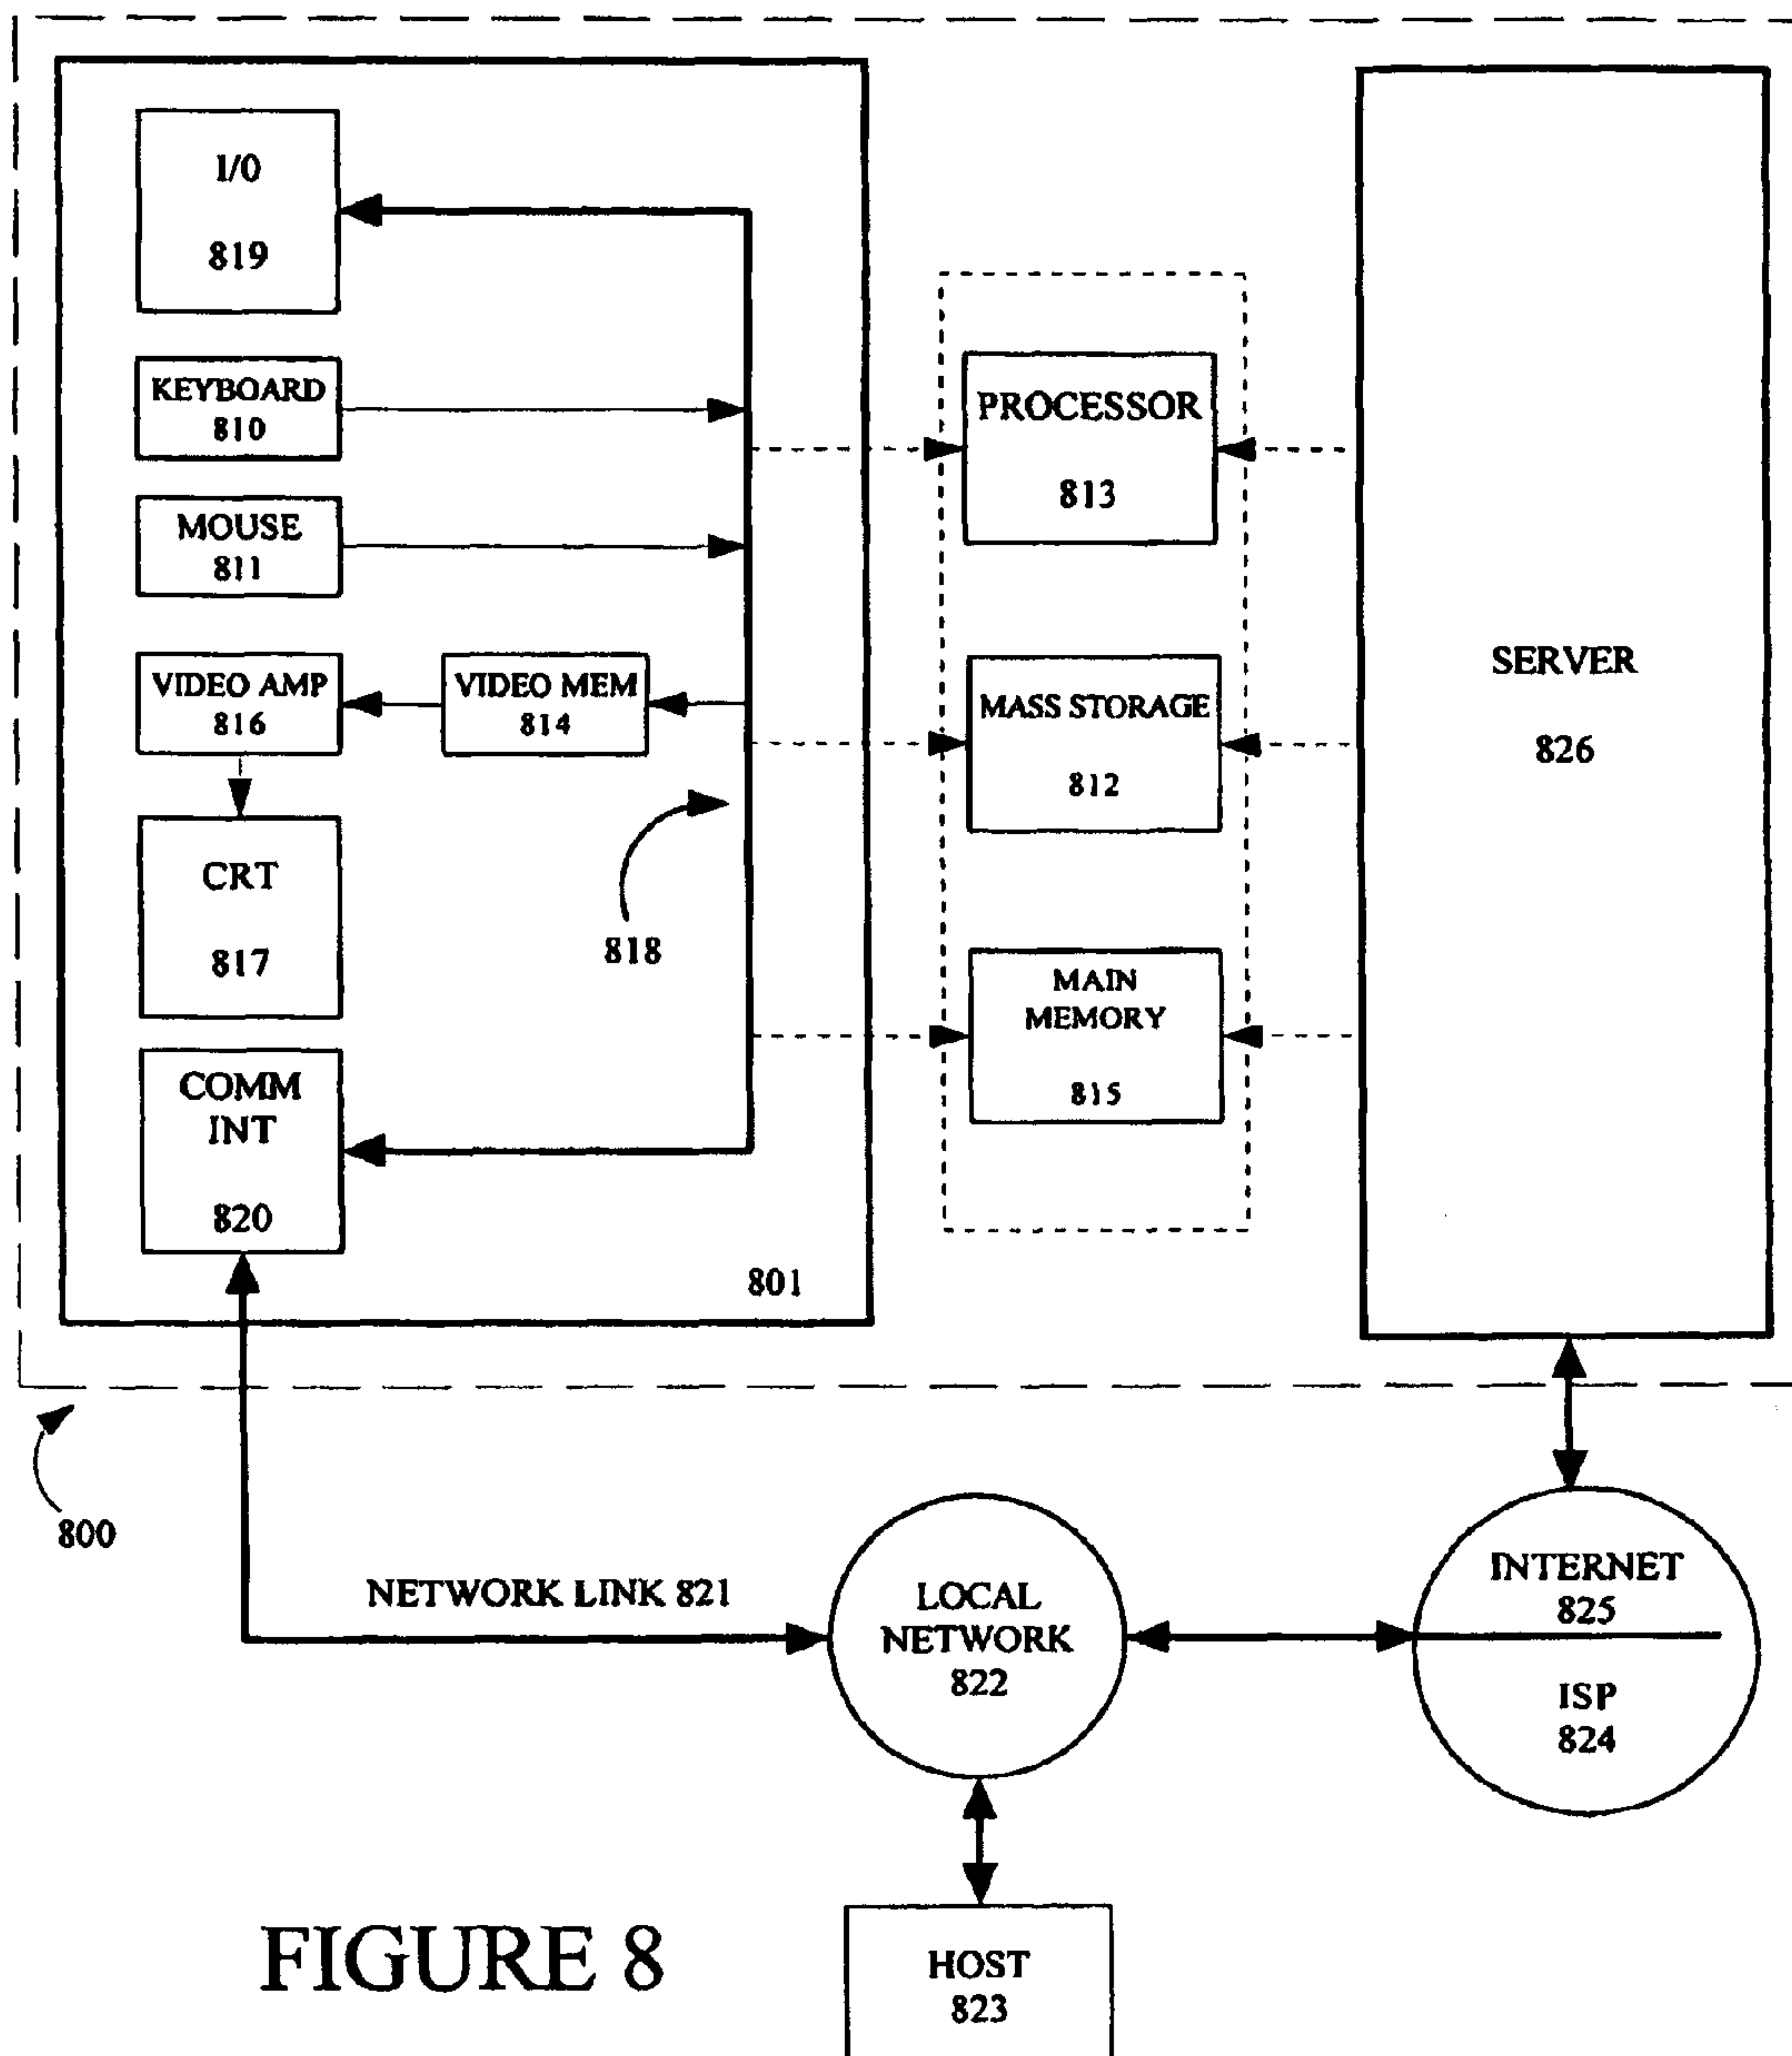 I/O
819
KEYBOARD
810
MOUSE
811
VIDEO AMP
816
VIDEO MEM
814
CRT
817
818
COMM
INT
820
801
PROCESSOR
813
MASS STORAGE
812
MAIN
MEMORY
815
SERVER
826
800
NETWORK LINK 821
LOCAL
NETWORK
822
INTERNET
825
ISP
824
HOST
823
FIGURE 8